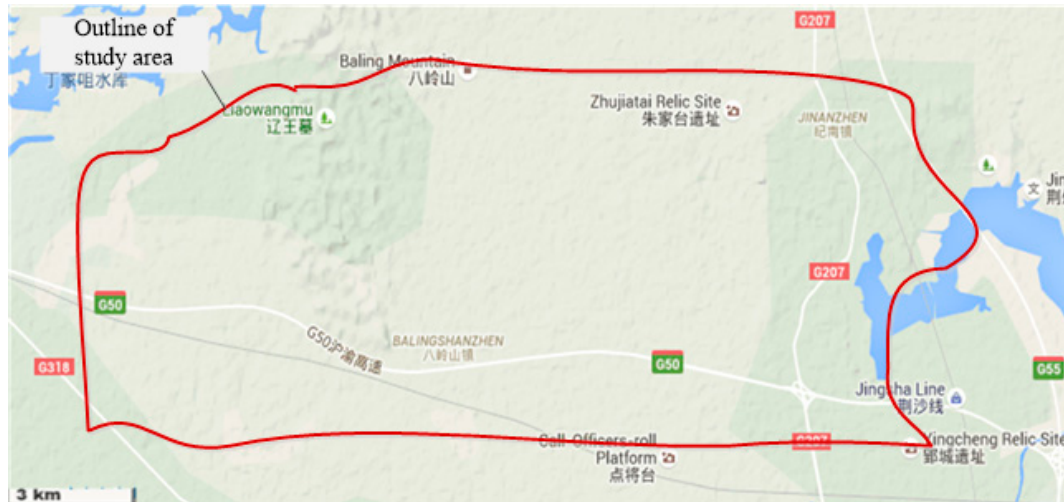 Outline of
study area
丁家咀水库
Baling Mountain
八岭山
G207
Liaowangmu
辽王墓
Zhujiatai Relic Site
朱家台遗址
JINANZHEN
纪南镇
G207
G50
G50沪渝高速
BALINGSHANZHEN
八岭山镇
G318
G50
G55
Jingsha Line
荆沙线
Call-Officers-roll
Platform
点将台
G207
Yingcheng Relic Site
郢城遗址
3 km